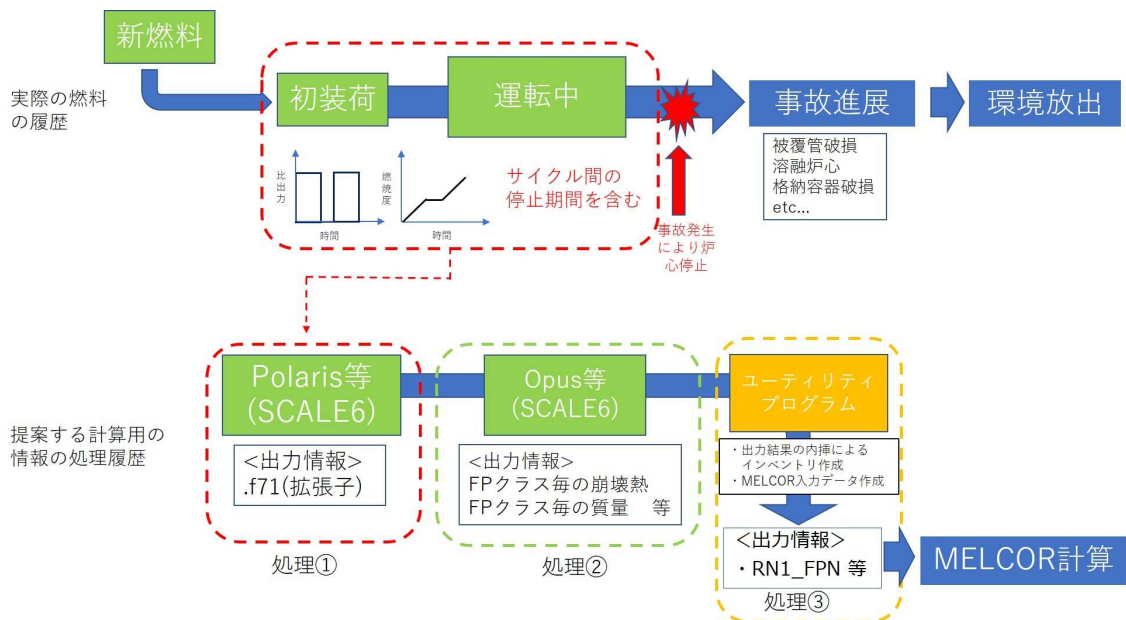 新燃料
実際の燃料
の履歴
初装荷
運転中
事故進展
環境放出
被覆管破損
溶融炉心
格納容器破損
etc...
比出力
時間
燃焼度
時間
サイクル間の
停止期間を含む
事故発生
により炉
心停止
提案する計算用の
情報の処理履歴
Polaris等
(SCALE6)
<出力情報>
.f71(拡張子)
処理①
Opus等
(SCALE6)
<出力情報>
FPクラス毎の崩壊熱
FPクラス毎の質量 等
処理②
ユーティリティ
プログラム
・出力結果の内挿による
インベントリ作成
・MELCOR入力データ作成
<出力情報>
・RN1_FPN 等
処理③
MELCOR計算